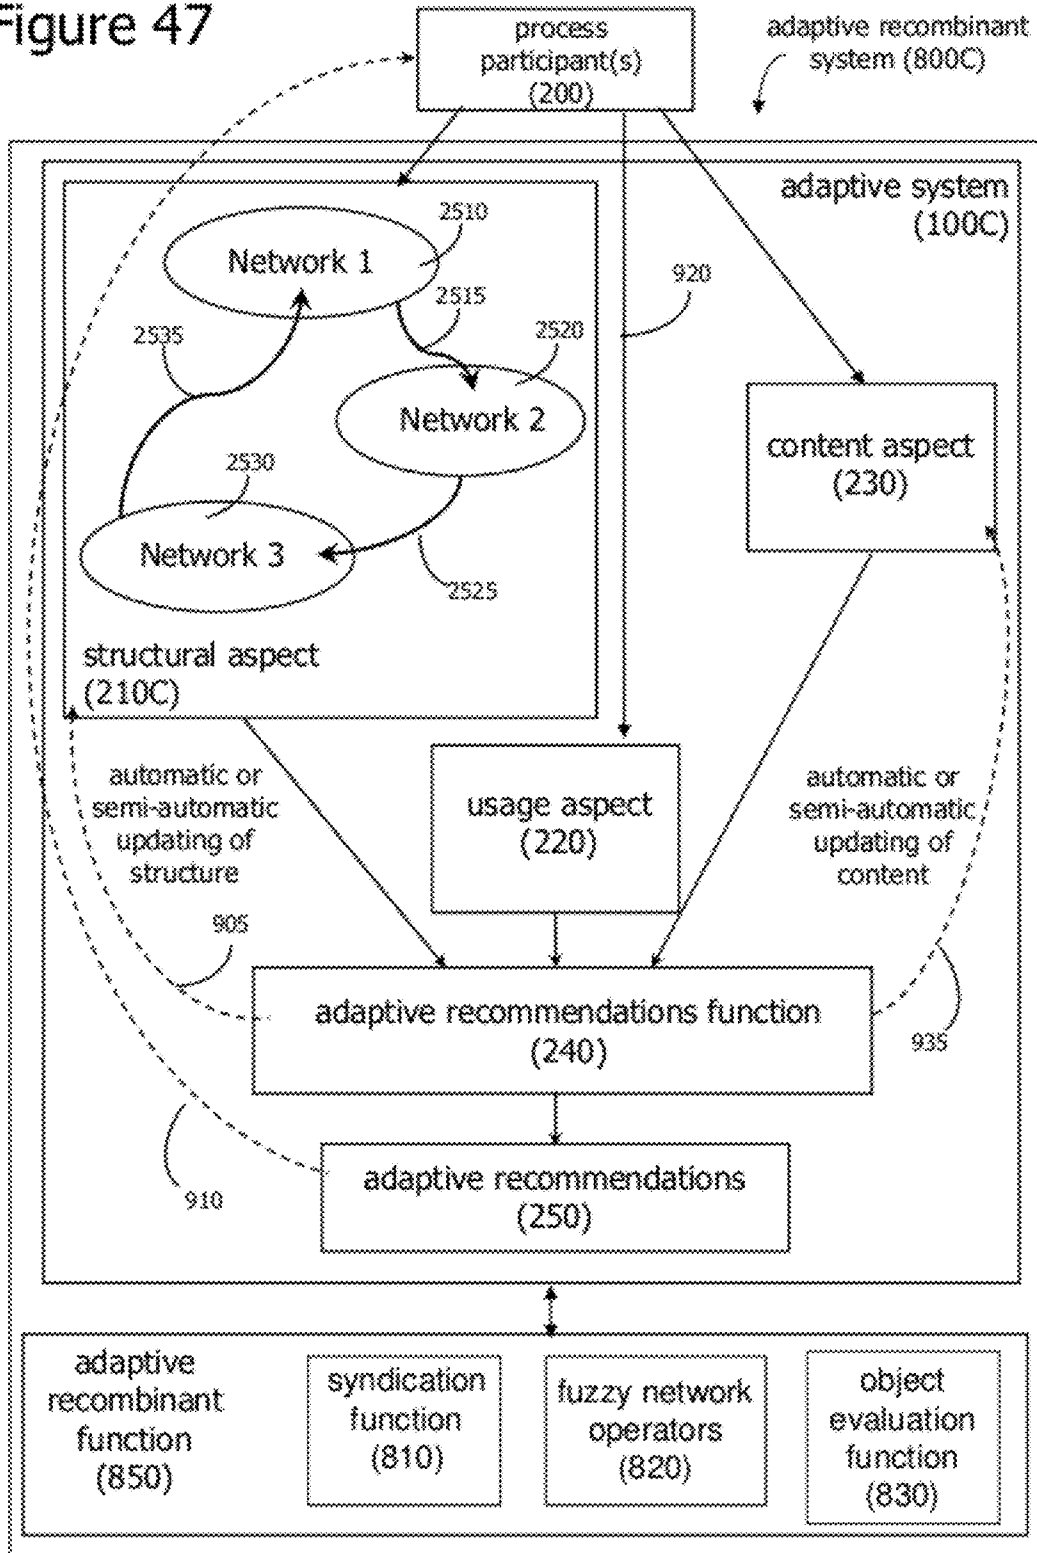 Figure 47
process
participant(s)
(200)
adaptive recombinant
system (800C)
adaptive system
(100C)
2510
Network 1
2515
2535
920
2520
Network 2
content aspect
(230)
2530
Network 3
2525
structural aspect
(210C)
automatic or
semi-automatic
updating of
structure
usage aspect
(220)
automatic or
semi-automatic
updating of
content
905
adaptive recommendations function
(240)
935
adaptive recommendations
(250)
910
adaptive
recombinant
function
(850)
syndication
function
(810)
fuzzy network
operators
(820)
object
evaluation
function
(830)